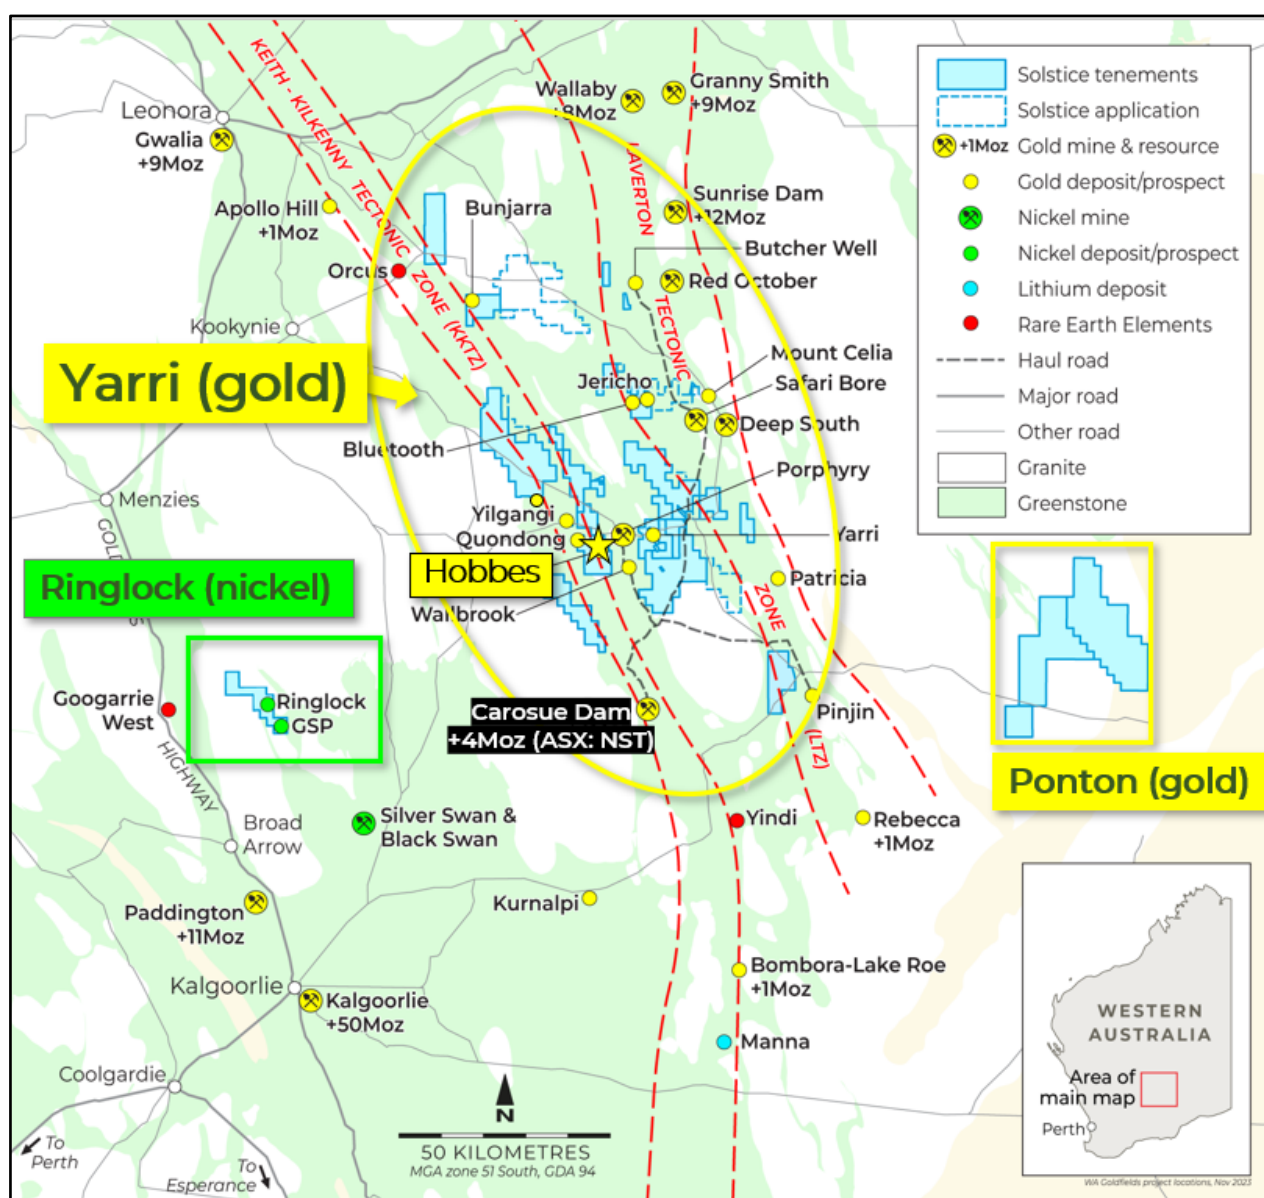 KEITH - KILKENNY TECTONIC ZONE (KKTZ)
Leonora
Gwalia
+9Moz
Wallaby
+8Moz
Granny Smith
+9Moz
LAVERTON TECTONIC ZONE (LTZ)
Apollo Hill
+1Moz
Bunjarra
Sunrise Dam
+12Moz
Butcher Well
Orcus
Red October
Kookynie
Yarri (gold)
Jericho
Mount Celia
Safari Bore
Deep South
Bluetooth
Porphyry
Menzies
Yilgangi
Quondong
Yarri
Hobbes
Patricia
Wallbrook
Ringlock (nickel)
GOLD
S
HIGHWAY
Googarrie
West
Ringlock
GSP
Carosue Dam
+4Moz (ASX: NST)
Pinjin
Ponton (gold)
Silver Swan &
Black Swan
Yindi
Rebecca
+1Moz
Broad
Arrow
Paddington
+11Moz
Kurnalpi
Kalgoorlie
Kalgoorlie
+50Moz
Bombora-Lake Roe
+1Moz
Manna
Coolgardie
To
Perth
To
Esperance
N
50 KILOMETRES
MGA zone 51 South, GDA 94
Solstice tenements
Solstice application
+1Moz Gold mine & resource
Gold deposit/prospect
Nickel mine
Nickel deposit/prospect
Lithium deposit
Rare Earth Elements
Haul road
Major road
Other road
Granite
Greenstone
WESTERN
AUSTRALIA
Area of
main map
Perth
WA Goldfields project locations, Nov 2023